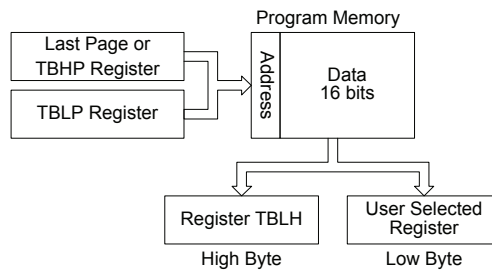 Program Memory
Last Page or
TBHP Register
TBLP Register
Address
Data
16 bits
Register TBLH
User Selected
Register
High Byte
Low Byte